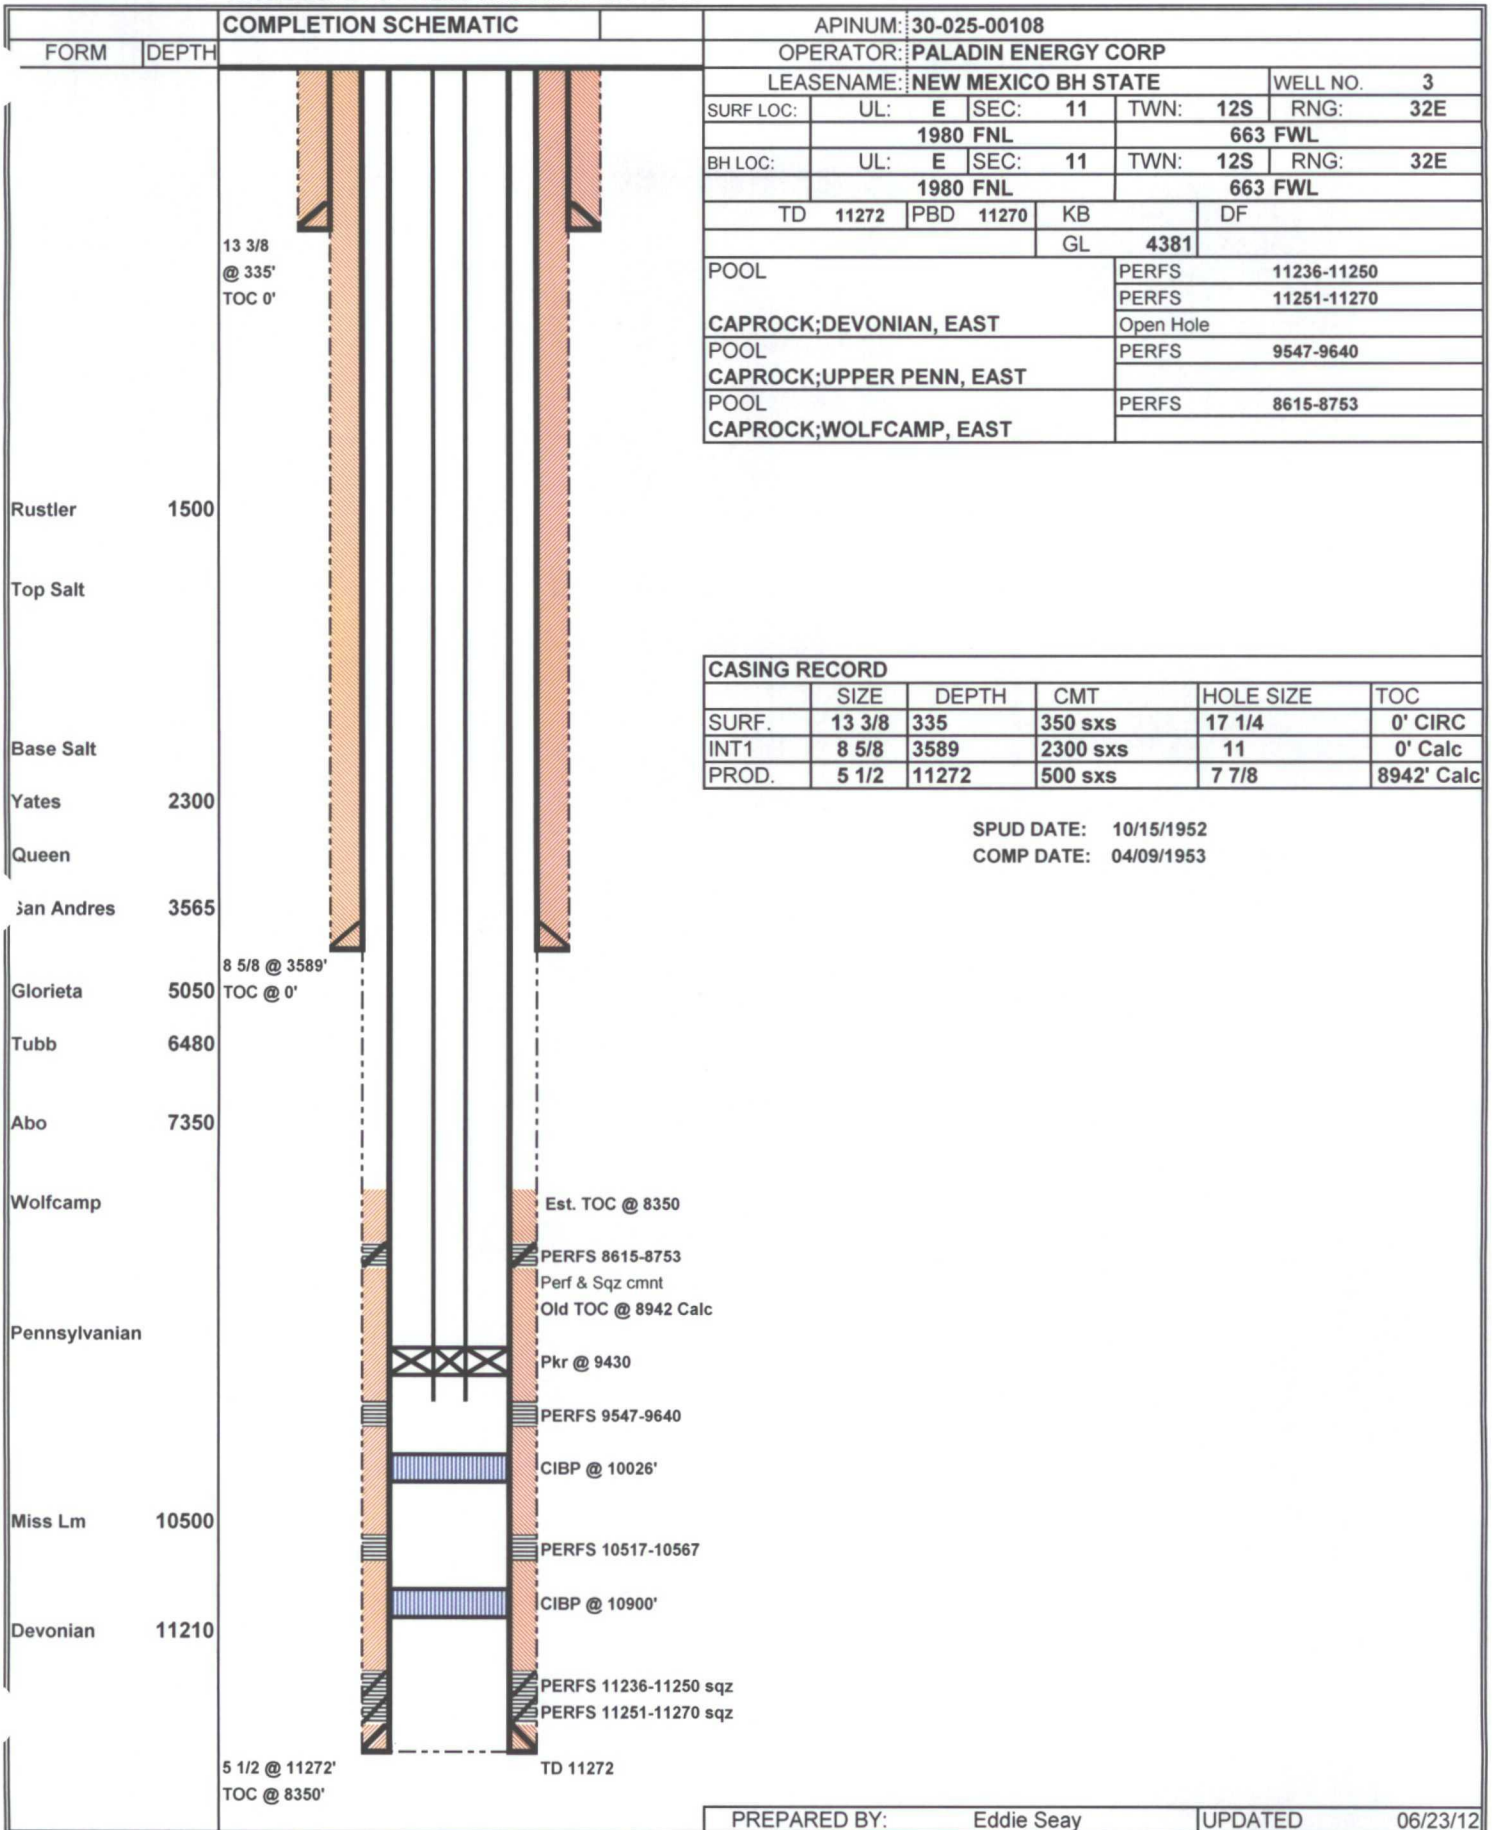 COMPLETION SCHEMATIC
FORM DEPTH
APINUM: 30-025-00108
OPERATOR: PALADIN ENERGY CORP
LEASENAME: NEW MEXICO BH STATE WELL NO. 3
SURF LOC: UL: E SEC: 11 TWN: 12S RNG: 32E
1980 FNL 663 FWL
BH LOC: UL: E SEC: 11 TWN: 12S RNG: 32E
1980 FNL 663 FWL
TD 11272 PBD 11270 KB DF
GL 4381
POOL PERFS 11236-11250
PERFS 11251-11270
CAPROCK;DEVONIAN, EAST Open Hole
POOL PERFS 9547-9640
CAPROCK;UPPER PENN, EAST
POOL PERFS 8615-8753
CAPROCK;WOLFCAMP, EAST
13 3/8
@ 335'
TOC 0'
Rustler 1500
Top Salt
Base Salt
Yates 2300
Queen
San Andres 3565
Glorieta 5050
Tubb 6480
Abo 7350
Wolfcamp
Pennsylvanian
Miss Lm 10500
Devonian 11210
CASING RECORD
SIZE DEPTH CMT HOLE SIZE TOC
SURF. 13 3/8 335 350 sxs 17 1/4 0' CIRC
INT1 8 5/8 3589 2300 sxs 11 0' Calc
PROD. 5 1/2 11272 500 sxs 7 7/8 8942' Calc
SPUD DATE: 10/15/1952
COMP DATE: 04/09/1953
8 5/8 @ 3589'
TOC @ 0'
Est. TOC @ 8350
PERFS 8615-8753
Perf & Sqz cmnt
Old TOC @ 8942 Calc
Pkr @ 9430
PERFS 9547-9640
CIBP @ 10026'
PERFS 10517-10567
CIBP @ 10900'
PERFS 11236-11250 sqz
PERFS 11251-11270 sqz
5 1/2 @ 11272'
TOC @ 8350'
TD 11272
PREPARED BY: Eddie Seay UPDATED 06/23/12